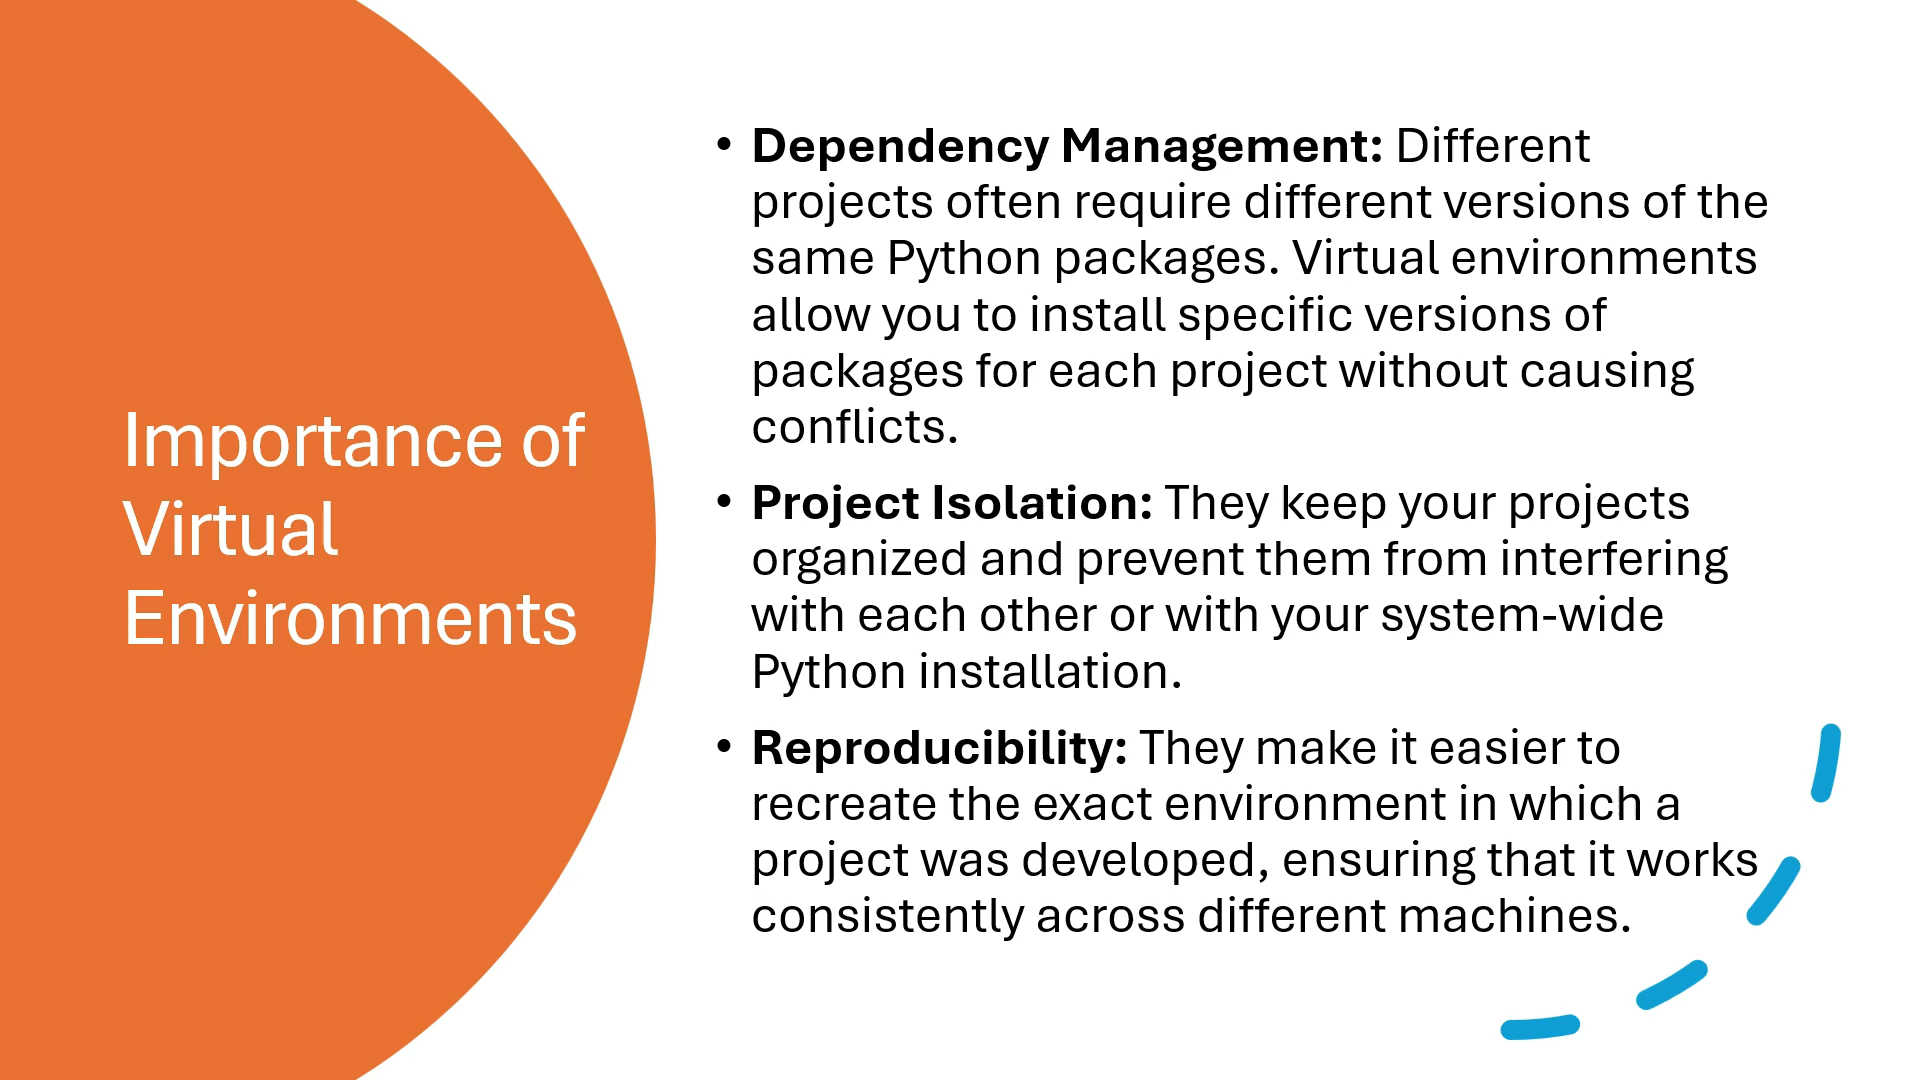 Importance of
Virtual
Environments
• Dependency Management: Different
projects often require different versions of the
same Python packages. Virtual environments
allow you to install specific versions of
packages for each project without causing
conflicts.
• Project Isolation: They keep your projects
organized and prevent them from interfering
with each other or with your system-wide
Python installation.
• Reproducibility: They make it easier to
recreate the exact environment in which a
project was developed, ensuring that it works
consistently across different machines.